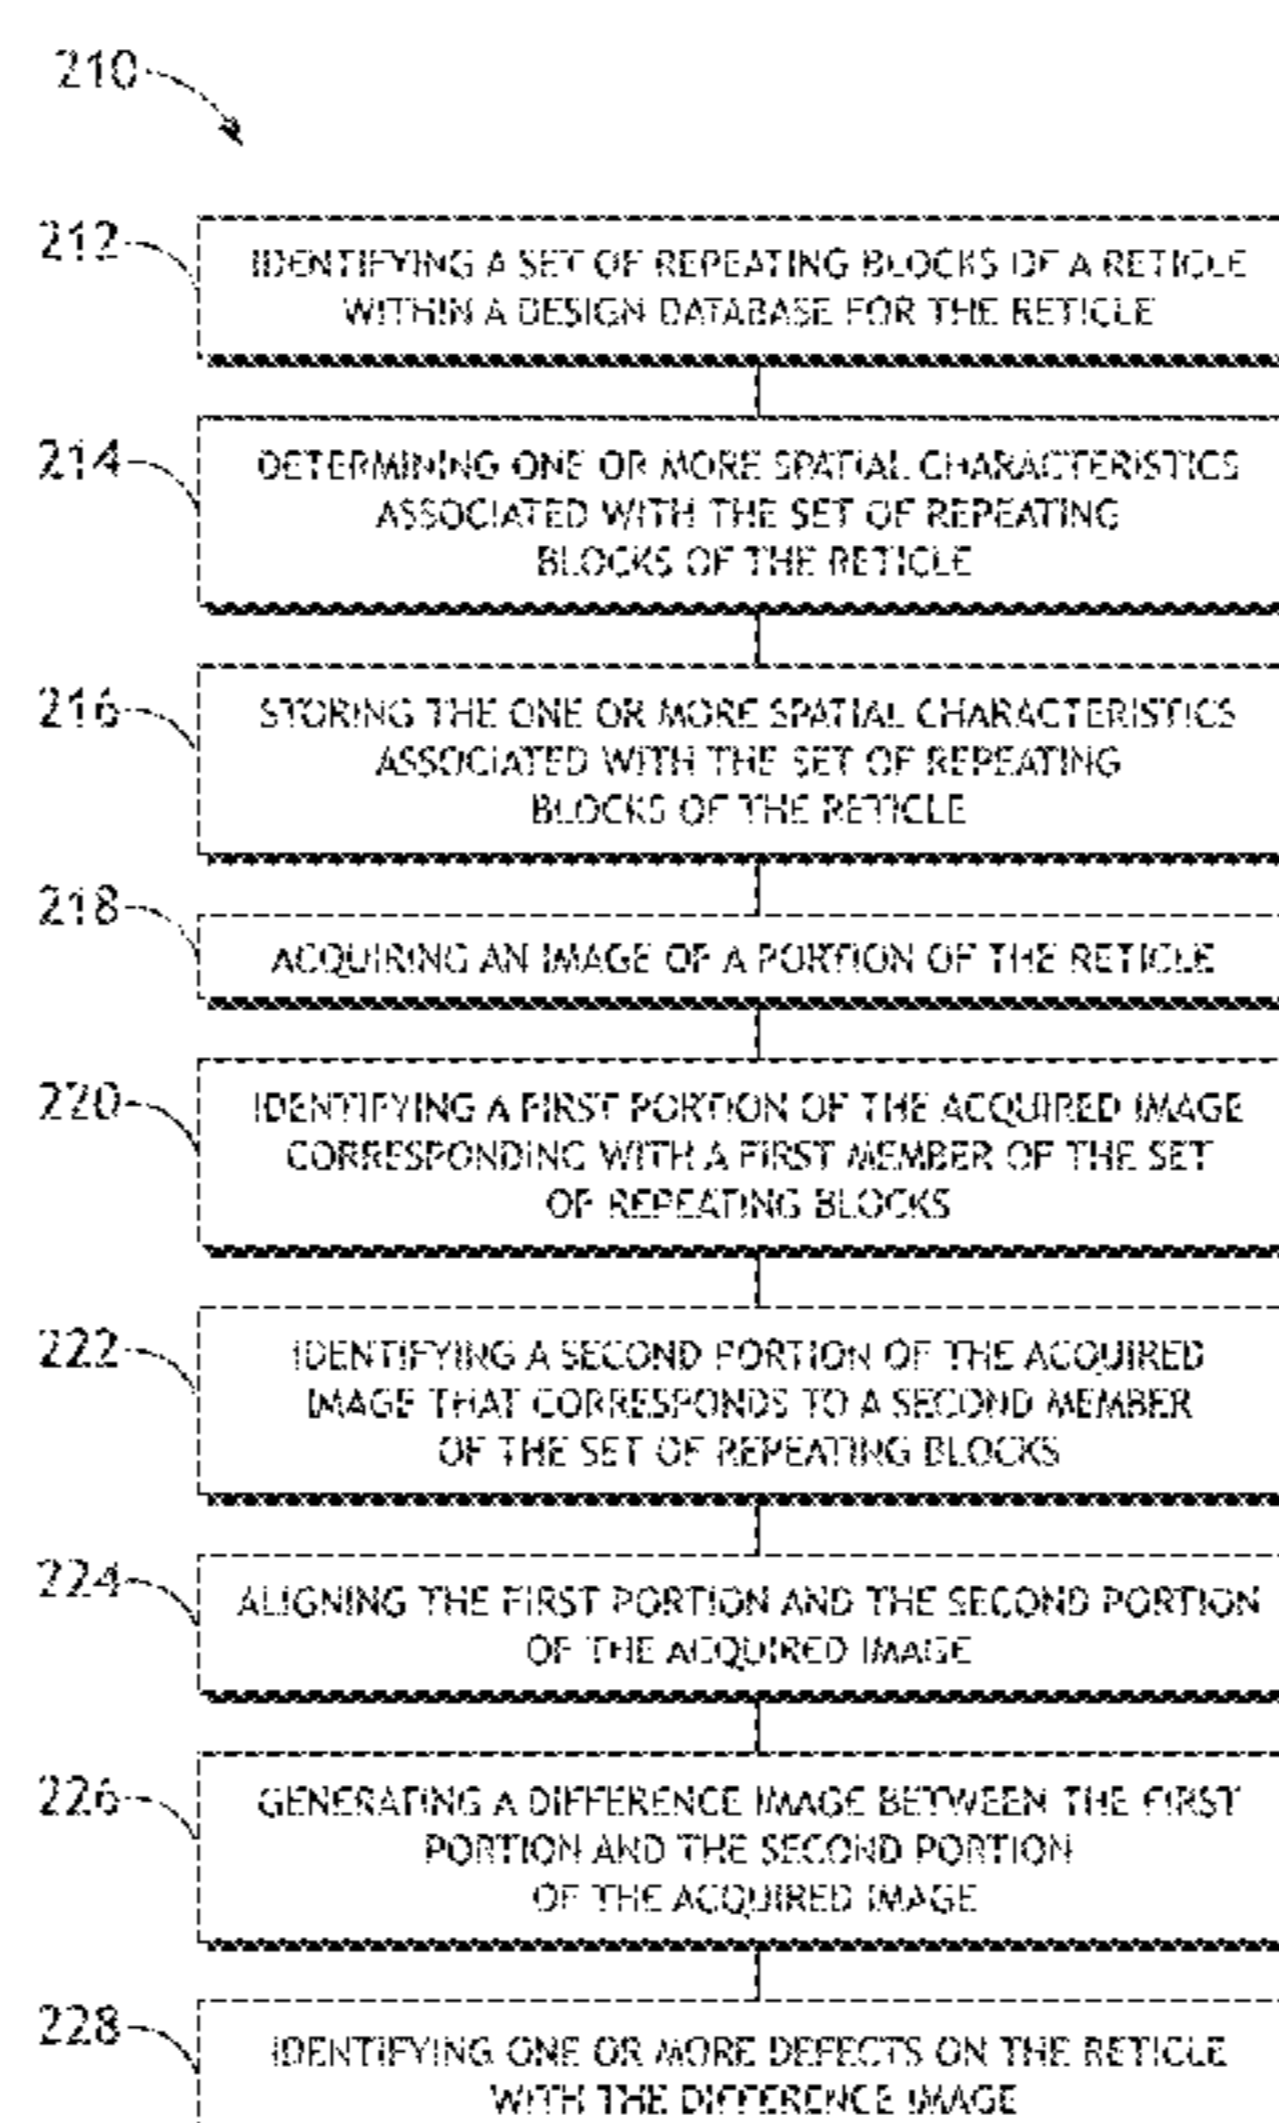 210
212
IDENTIFYING A SET OF REPEATING BLOCKS OF A RETICLE
WITHIN A DESIGN DATABASE FOR THE RETICLE
214
DETERMINING ONE OR MORE SPATIAL CHARACTERISTICS
ASSOCIATED WITH THE SET OF REPEATING
BLOCKS OF THE RETICLE
216
STORING THE ONE OR MORE SPATIAL CHARACTERISTICS
ASSOCIATED WITH THE SET OF REPEATING
BLOCKS OF THE RETICLE
218
ACQUIRING AN IMAGE OF A PORTION OF THE RETICLE
220
IDENTIFYING A FIRST PORTION OF THE ACQUIRED IMAGE
CORRESPONDING WITH A FIRST MEMBER OF THE SET
OF REPEATING BLOCKS
222
IDENTIFYING A SECOND PORTION OF THE ACQUIRED
IMAGE THAT CORRESPONDS TO A SECOND MEMBER
OF THE SET OF REPEATING BLOCKS
224
ALIGNING THE FIRST PORTION AND THE SECOND PORTION
OF THE ACQUIRED IMAGE
226
GENERATING A DIFFERENCE IMAGE BETWEEN THE FIRST
PORTION AND THE SECOND PORTION
OF THE ACQUIRED IMAGE
228
IDENTIFYING ONE OR MORE DEFECTS ON THE RETICLE
WITH THE DIFFERENCE IMAGE